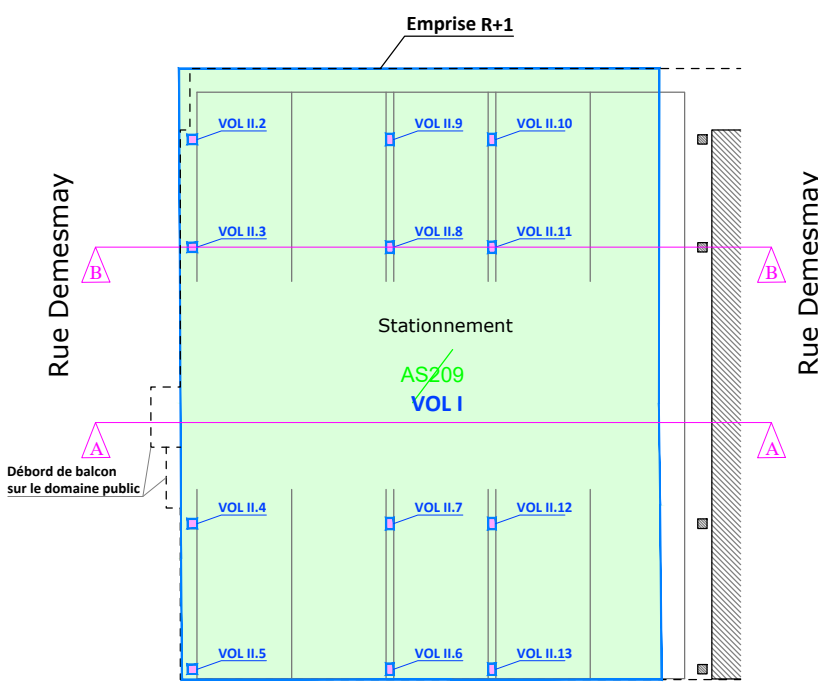 Emprise R+1
VOL II.2
VOL II.9
VOL II.10
Rue Demesmay
Rue Demesmay
VOL II.3
VOL II.8
VOL II.11
B
B
Stationnement
AS209
VOL I
A
A
Débord de balcon
sur le domaine public
VOL II.4
VOL II.7
VOL II.12
VOL II.5
VOL II.6
VOL II.13